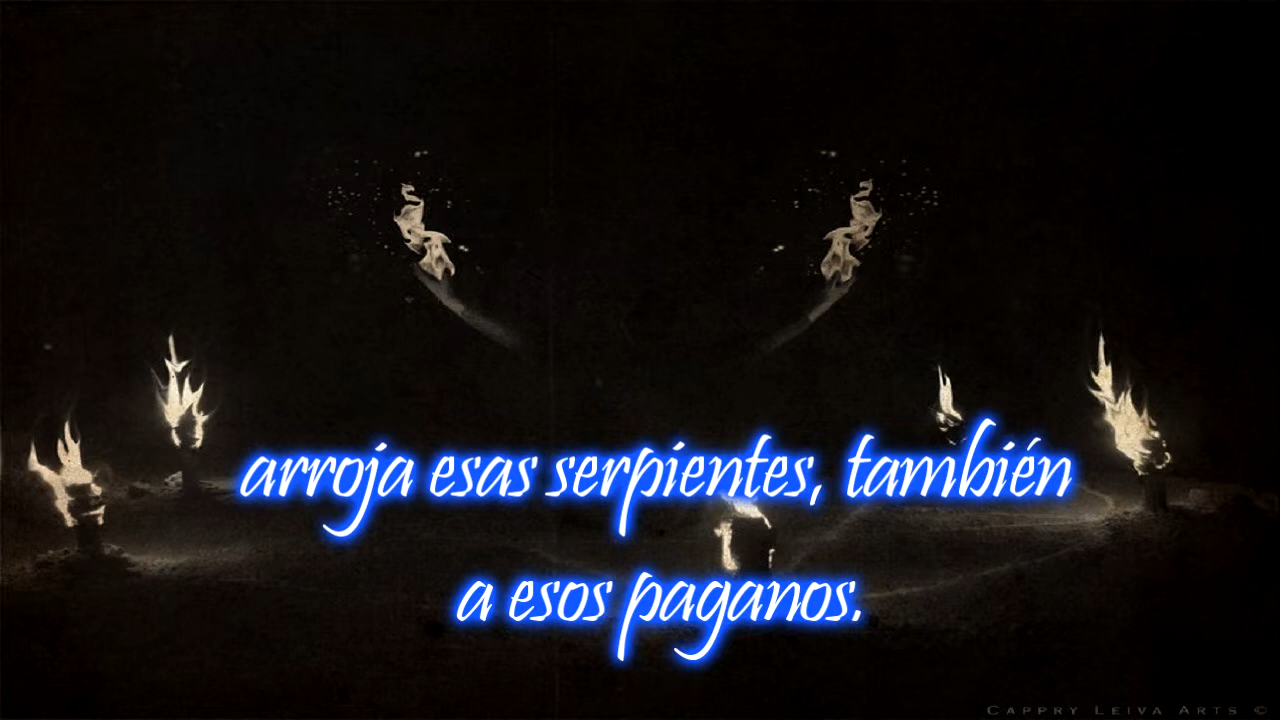 arroja esas serpientes, también
a esos paganos.
CAPPRY LEIVA ARTS ©